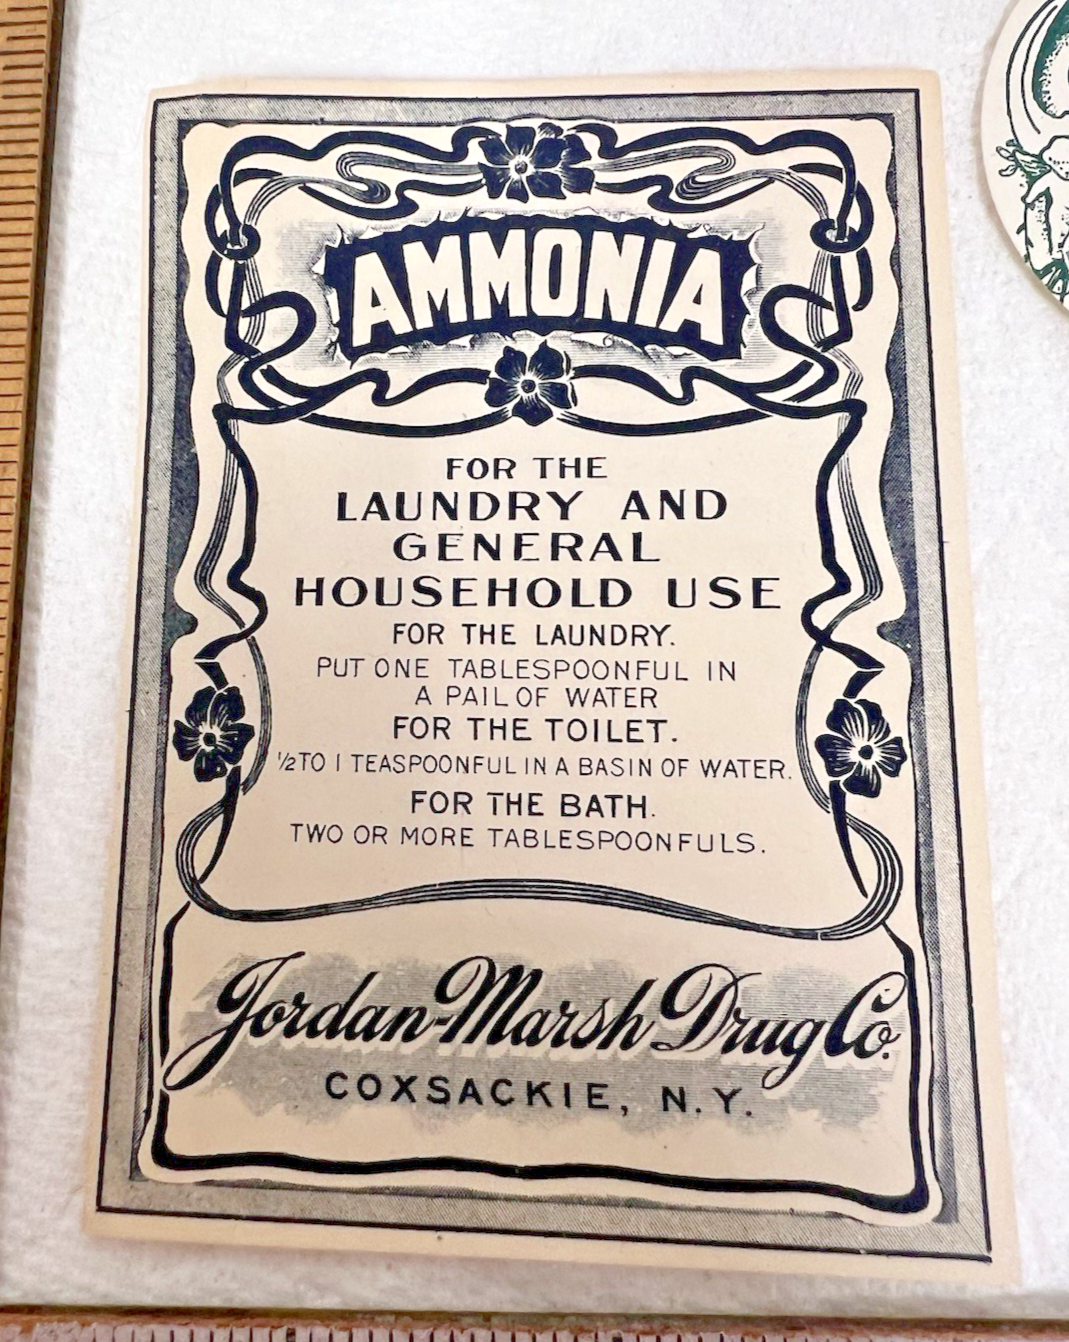 AMMONIA
FOR THE
LAUNDRY AND
GENERAL
HOUSEHOLD USE
FOR THE LAUNDRY.
PUT ONE TABLESPOONFUL IN
A PAIL OF WATER
FOR THE TOILET.
½ TO 1 TEASPOONFUL IN A BASIN OF WATER.
FOR THE BATH.
TWO OR MORE TABLESPOONFULS.
Jordan-Marsh Drug Co.
COXSACKIE, N.Y.